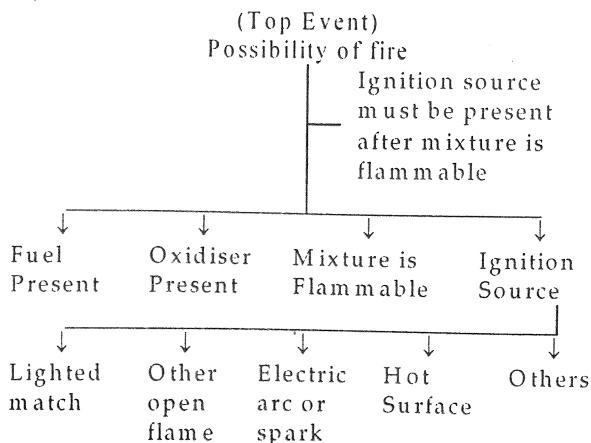 (Top Event)
Possibility of fire
Ignition source
must be present
after mixture is
flammable
Fuel
Present
Oxidiser
Present
Mixture is
Flammable
Ignition
Source
Lighted
match
Other
open
flame
Electric
arc or
spark
Hot
Surface
Others